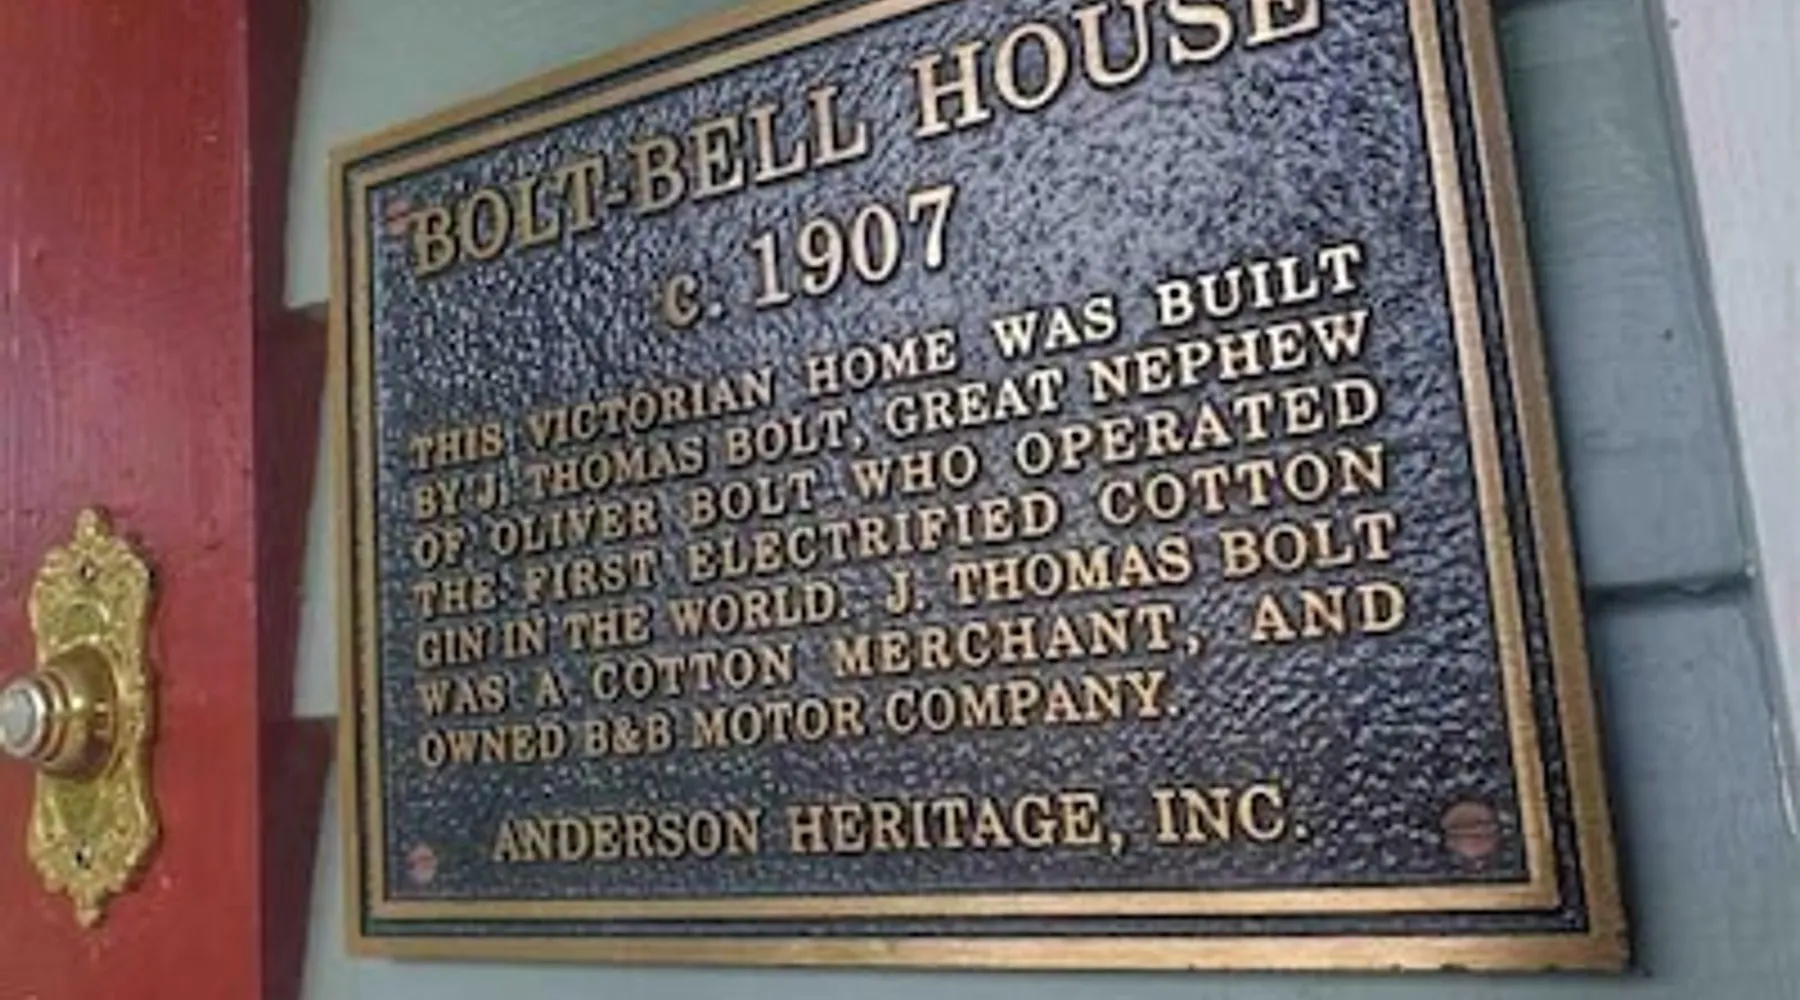 BOLT-BELL HOUSE
c. 1907
THIS VICTORIAN HOME WAS BUILT
BY J. THOMAS BOLT, GREAT NEPHEW
OF OLIVER BOLT WHO OPERATED
THE FIRST ELECTRIFIED COTTON
GIN IN THE WORLD. J. THOMAS BOLT
WAS A COTTON MERCHANT, AND
OWNED B&B MOTOR COMPANY.
ANDERSON HERITAGE, INC.